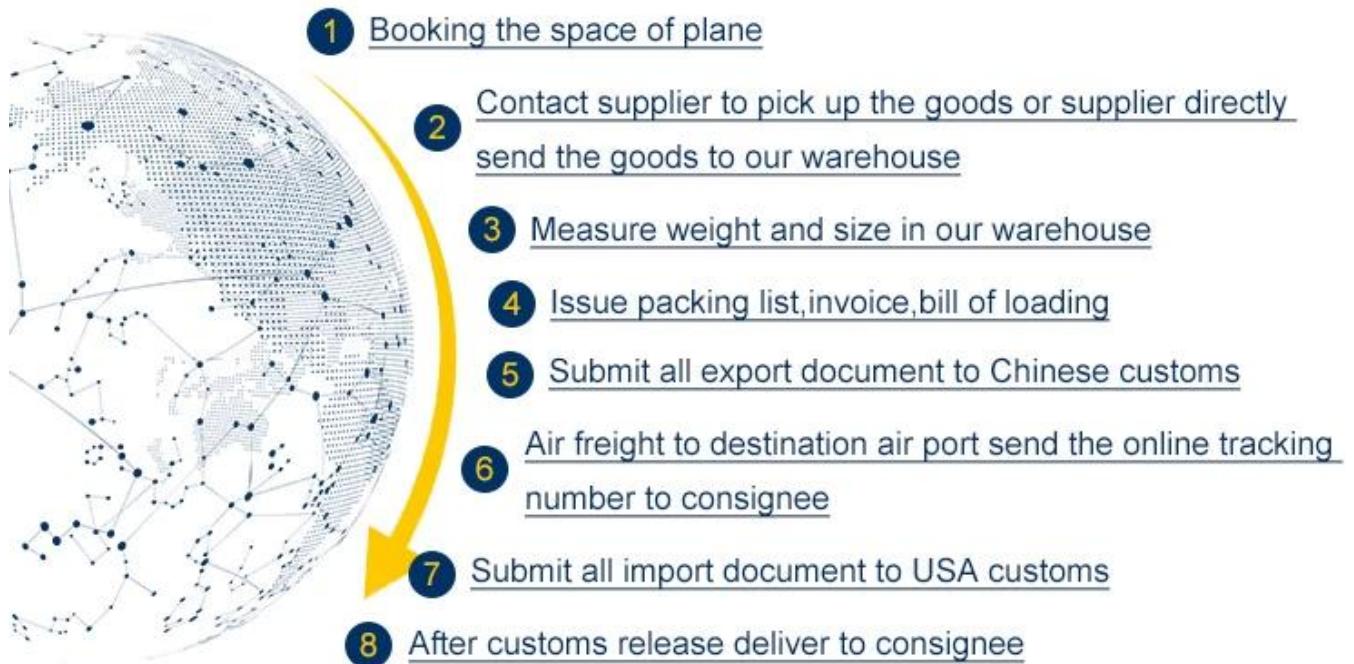 1 Booking the space of plane
2 Contact supplier to pick up the goods or supplier directly
send the goods to our warehouse
3 Measure weight and size in our warehouse
4 Issue packing list,invoice,bill of loading
5 Submit all export document to Chinese customs
6 Air freight to destination air port send the online tracking
number to consignee
7 Submit all import document to USA customs
8 After customs release deliver to consignee